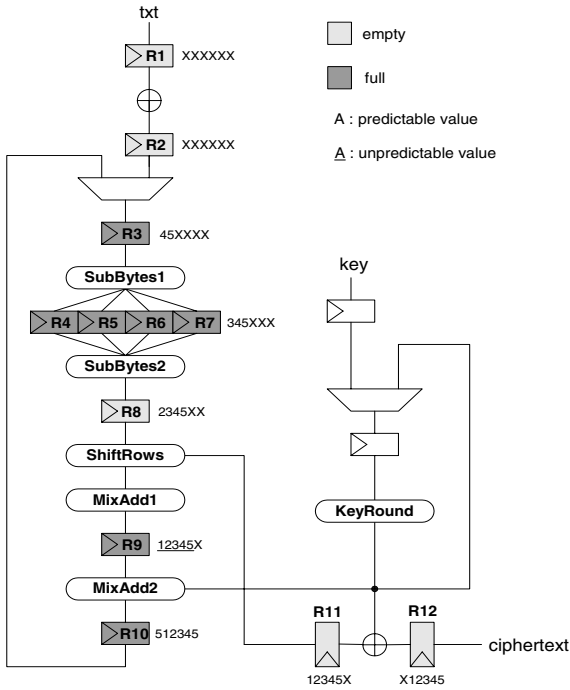 txt
R1 XXXXXX
R2 XXXXXX
R3 45XXXX
SubBytes1
R4 R5 R6 R7 345XXX
SubBytes2
R8 2345XX
ShiftRows
MixAdd1
R9 12345X
MixAdd2
R10 512345
empty
full
A : predictable value
A : unpredictable value
key
KeyRound
R11 R12
ciphertext
12345X X12345